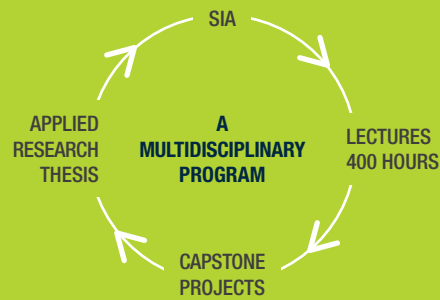 SIA
LECTURES
400 HOURS
CAPSTONE
PROJECTS
APPLIED
RESEARCH
THESIS
A
MULTIDISCIPLINARY
PROGRAM